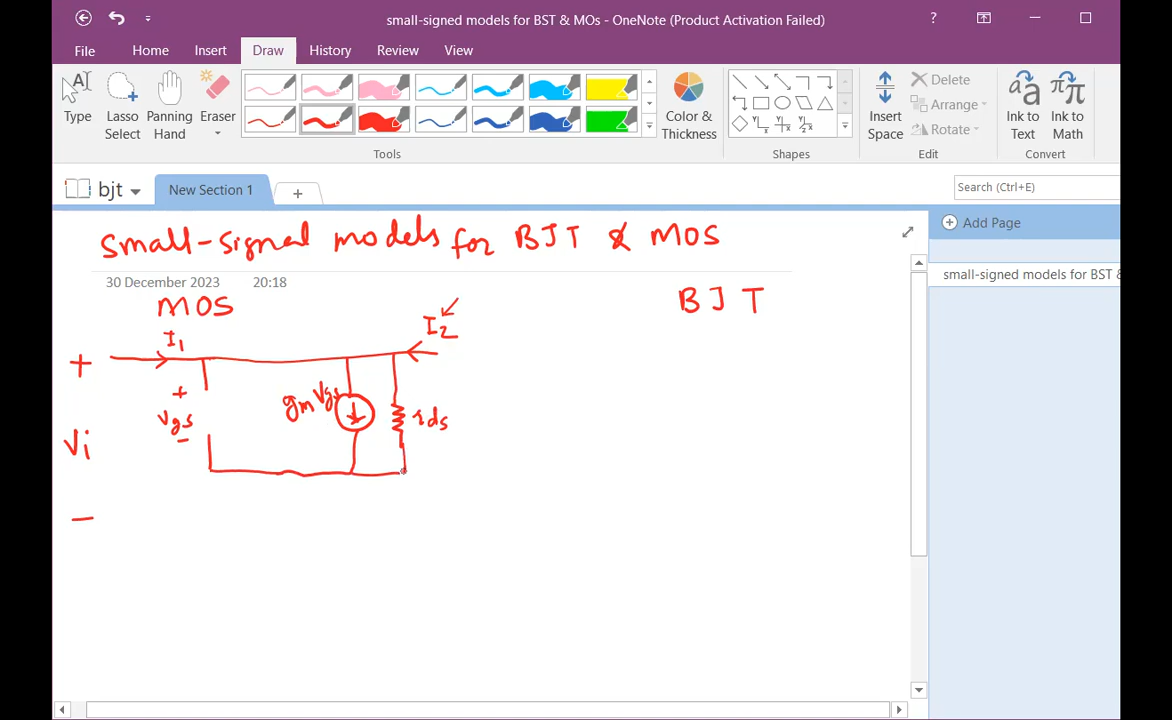 small-signed models for BST & MOs - OneNote (Product Activation Failed)
?
File Home Insert Draw History Review View
Type
Lasso Select
Panning Hand
Eraser
Color & Thickness
Insert Space
Delete
Arrange
Rotate
Ink to Text
Ink to Math
Tools
Shapes
Edit
Convert
bjt
New Section 1
Search (Ctrl+E)
Add Page
small-signed models for BST &
small-signed models for BJT & MOS
30 December 2023 20:18
MOS
BJT
I1
I2
+
+
vgs
−
gmVgs
rds
Vi
−